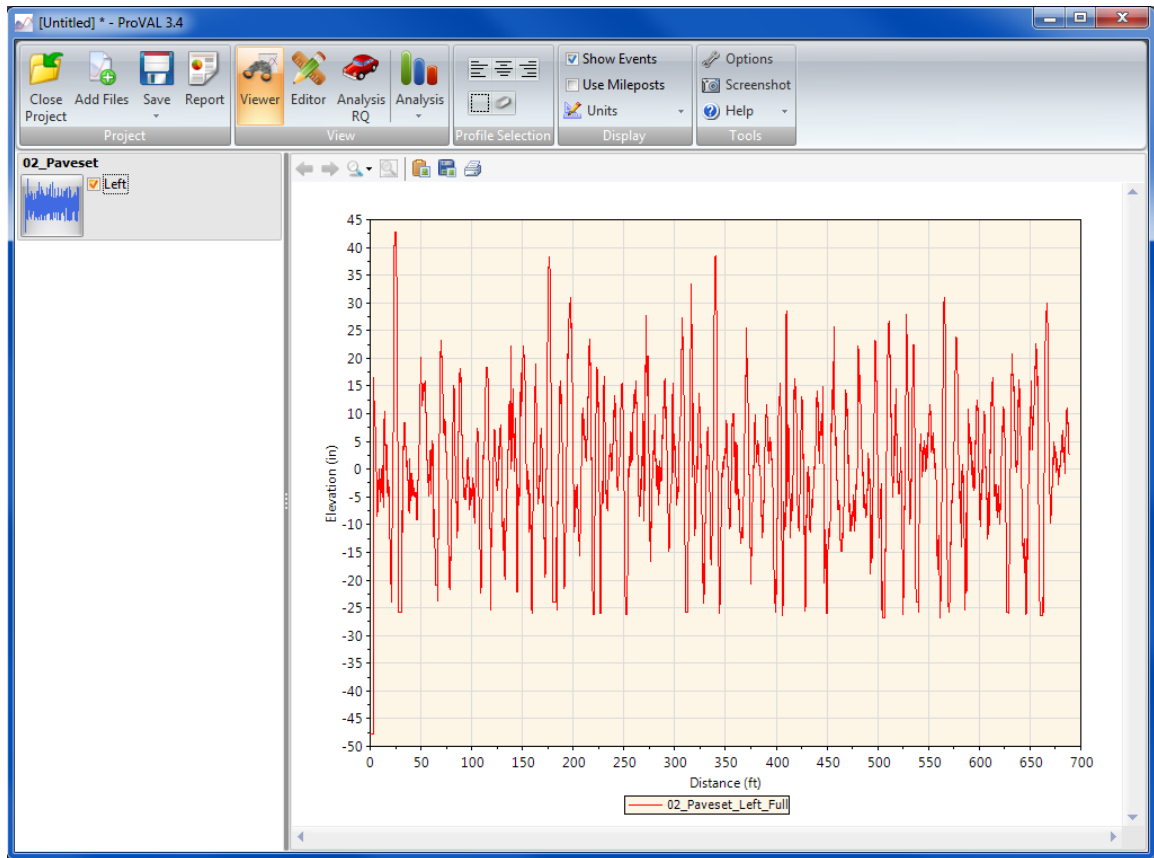 [Untitled] * - ProVAL 3.4
Close Project
Add Files
Save
Report
Viewer
Editor
Analysis RQ
Analysis
Show Events
Use Mileposts
Units
Options
Screenshot
Help
Project
View
Profile Selection
Display
Tools
02_Paveset
Left
45
40
35
30
25
20
15
10
5
0
-5
-10
-15
-20
-25
-30
-35
-40
-45
-50
Elevation (in)
0 50 100 150 200 250 300 350 400 450 500 550 600 650 700
Distance (ft)
02_Paveset_Left_Full